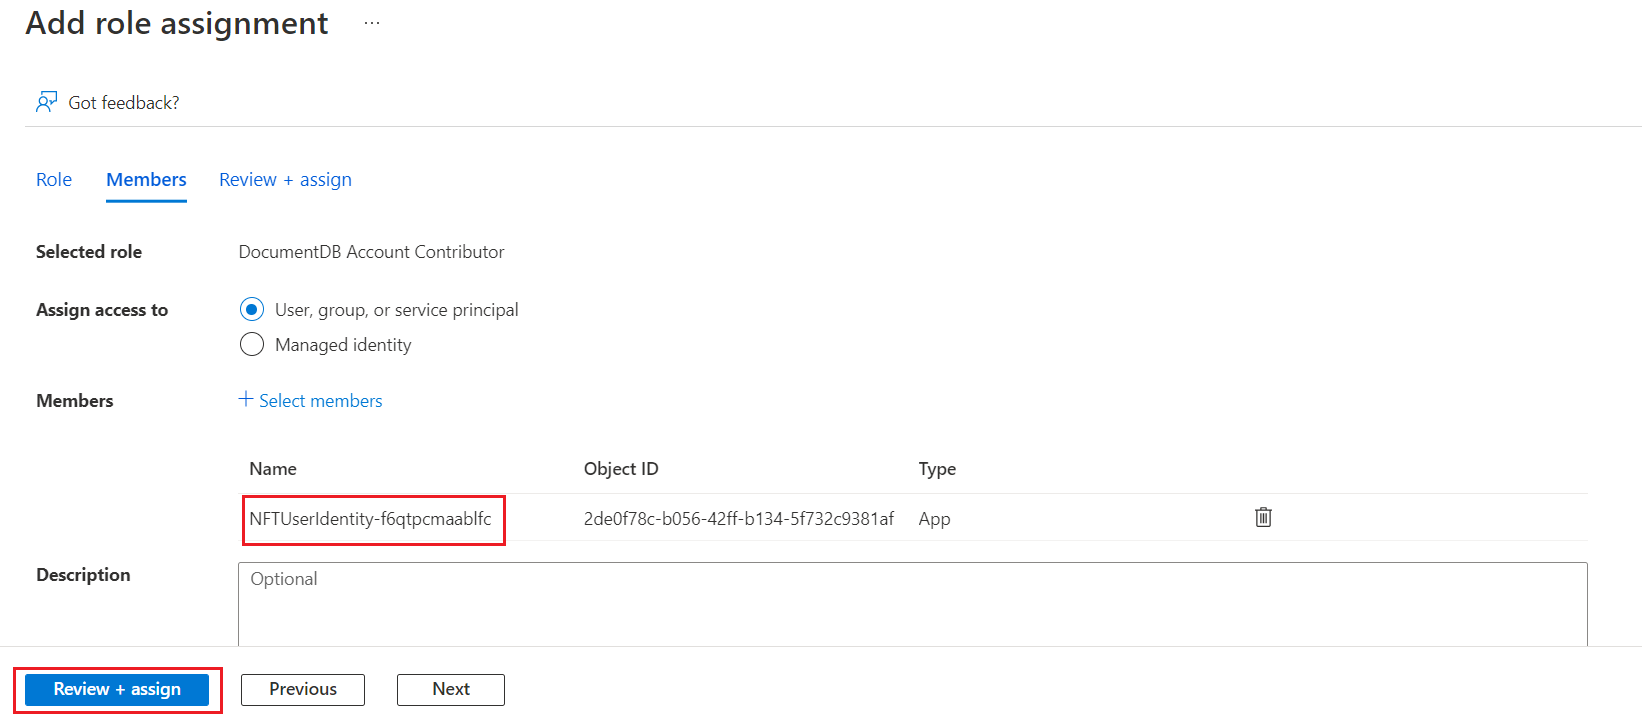 Add role assignment ...
Got feedback?
Role Members Review + assign
Selected role DocumentDB Account Contributor
Assign access to User, group, or service principal
Managed identity
Members + Select members
Name Object ID Type
NFTUserIdentity-f6qtpcmaablfc 2de0f78c-b056-42ff-b134-5f732c9381af App
Description Optional
Review + assign Previous Next